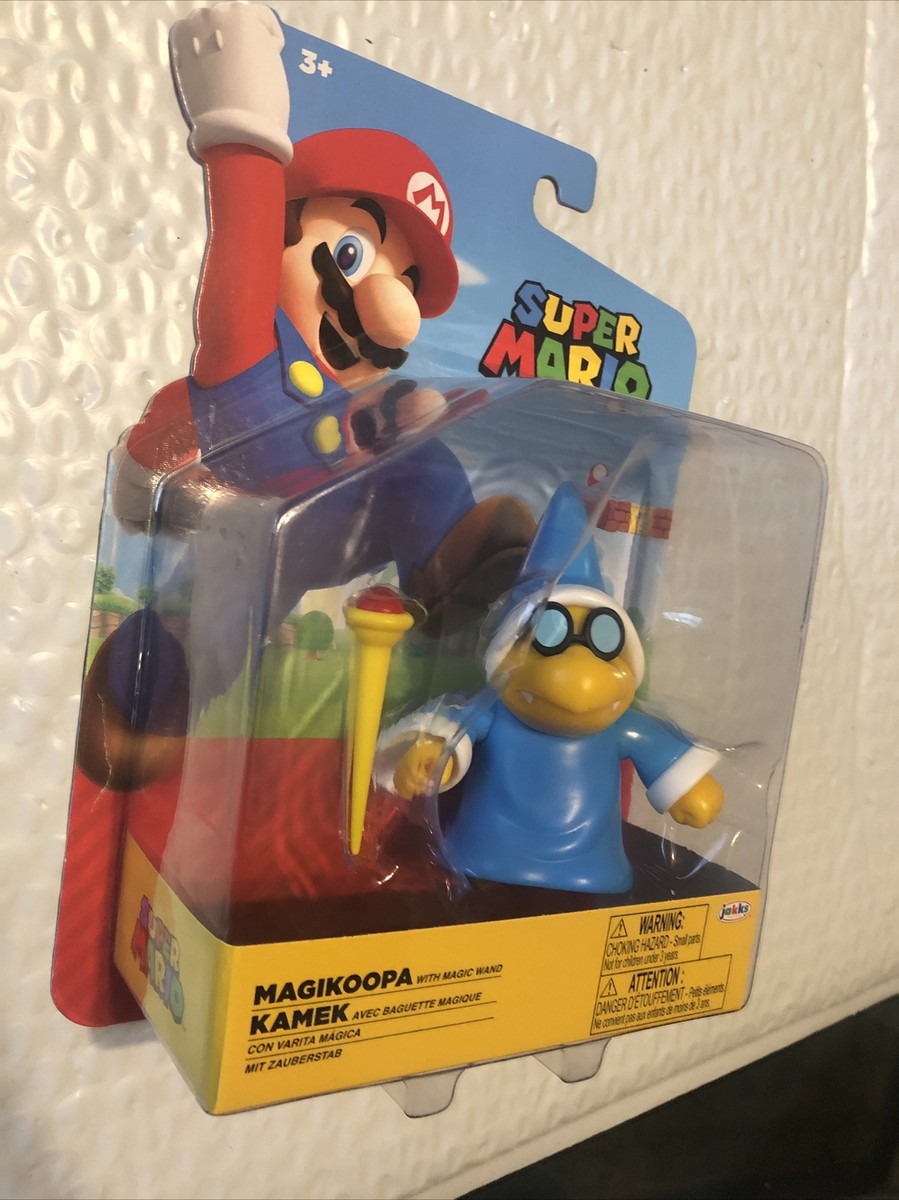 3+
M
SUPER
MARIO
jakks
MAGIKOOPA WITH MAGIC WAND
KAMEK AVEC BAGUETTE MAGIQUE
CON VARITA MÁGICA
MIT ZAUBERSTAB
WARNING:
CHOKING HAZARD - Small parts.
Not for children under 3 years.
ATTENTION :
DANGER D'ÉTOUFFEMENT - Petits éléments.
Ne convient pas aux enfants de moins de 3 ans.
SUPER
MARIO